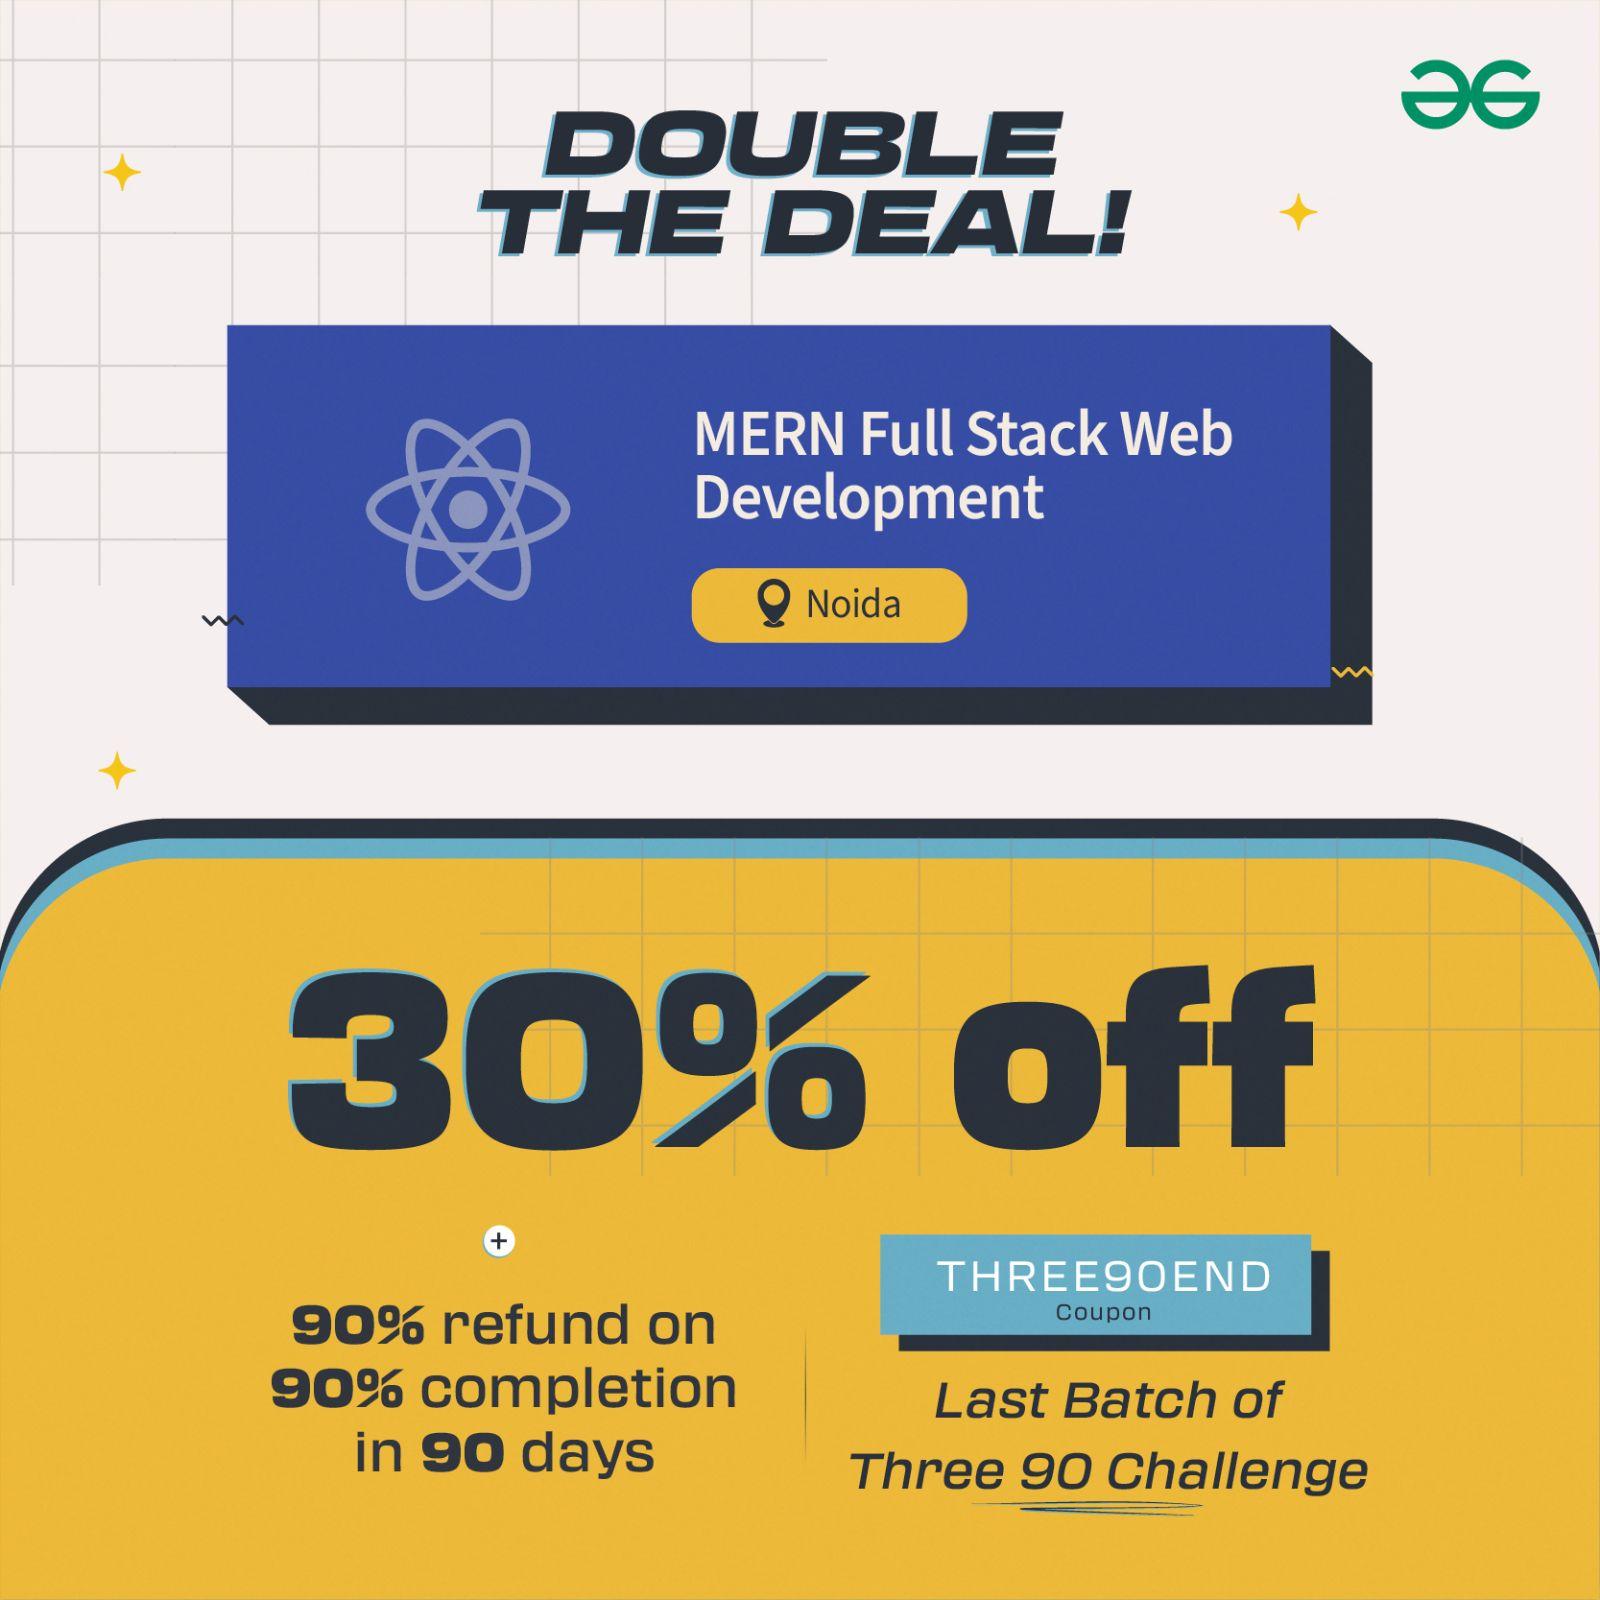 DOUBLE
THE DEAL!
MERN Full Stack Web
Development
Noida
30% off
90% refund on
90% completion
in 90 days
THREE90END
Coupon
Last Batch of
Three 90 Challenge